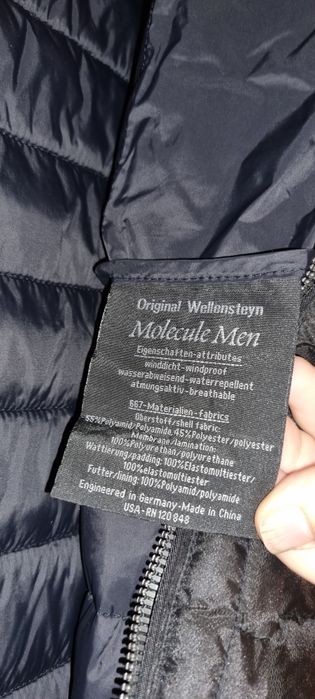 Original Wellensteyn
Molecule Men
Eigenschaften-attributes
winddicht-windproof
wasserabweisend-waterrepellent
atmungsaktiv-breathable
667-Materialien-fabrics
Oberstoff/shell fabric:
55%Polyamid/Polyamide,45%Polyester/polyester
Membrane/lamination:
100%Polyurethan/polyurethane
Wattierung/padding:100%Elastomultiester/
100%elastomultiester
Futter/lining:100%Polyamid/polyamide
Engineered in Germany-Made in China
USA-RN 120 848